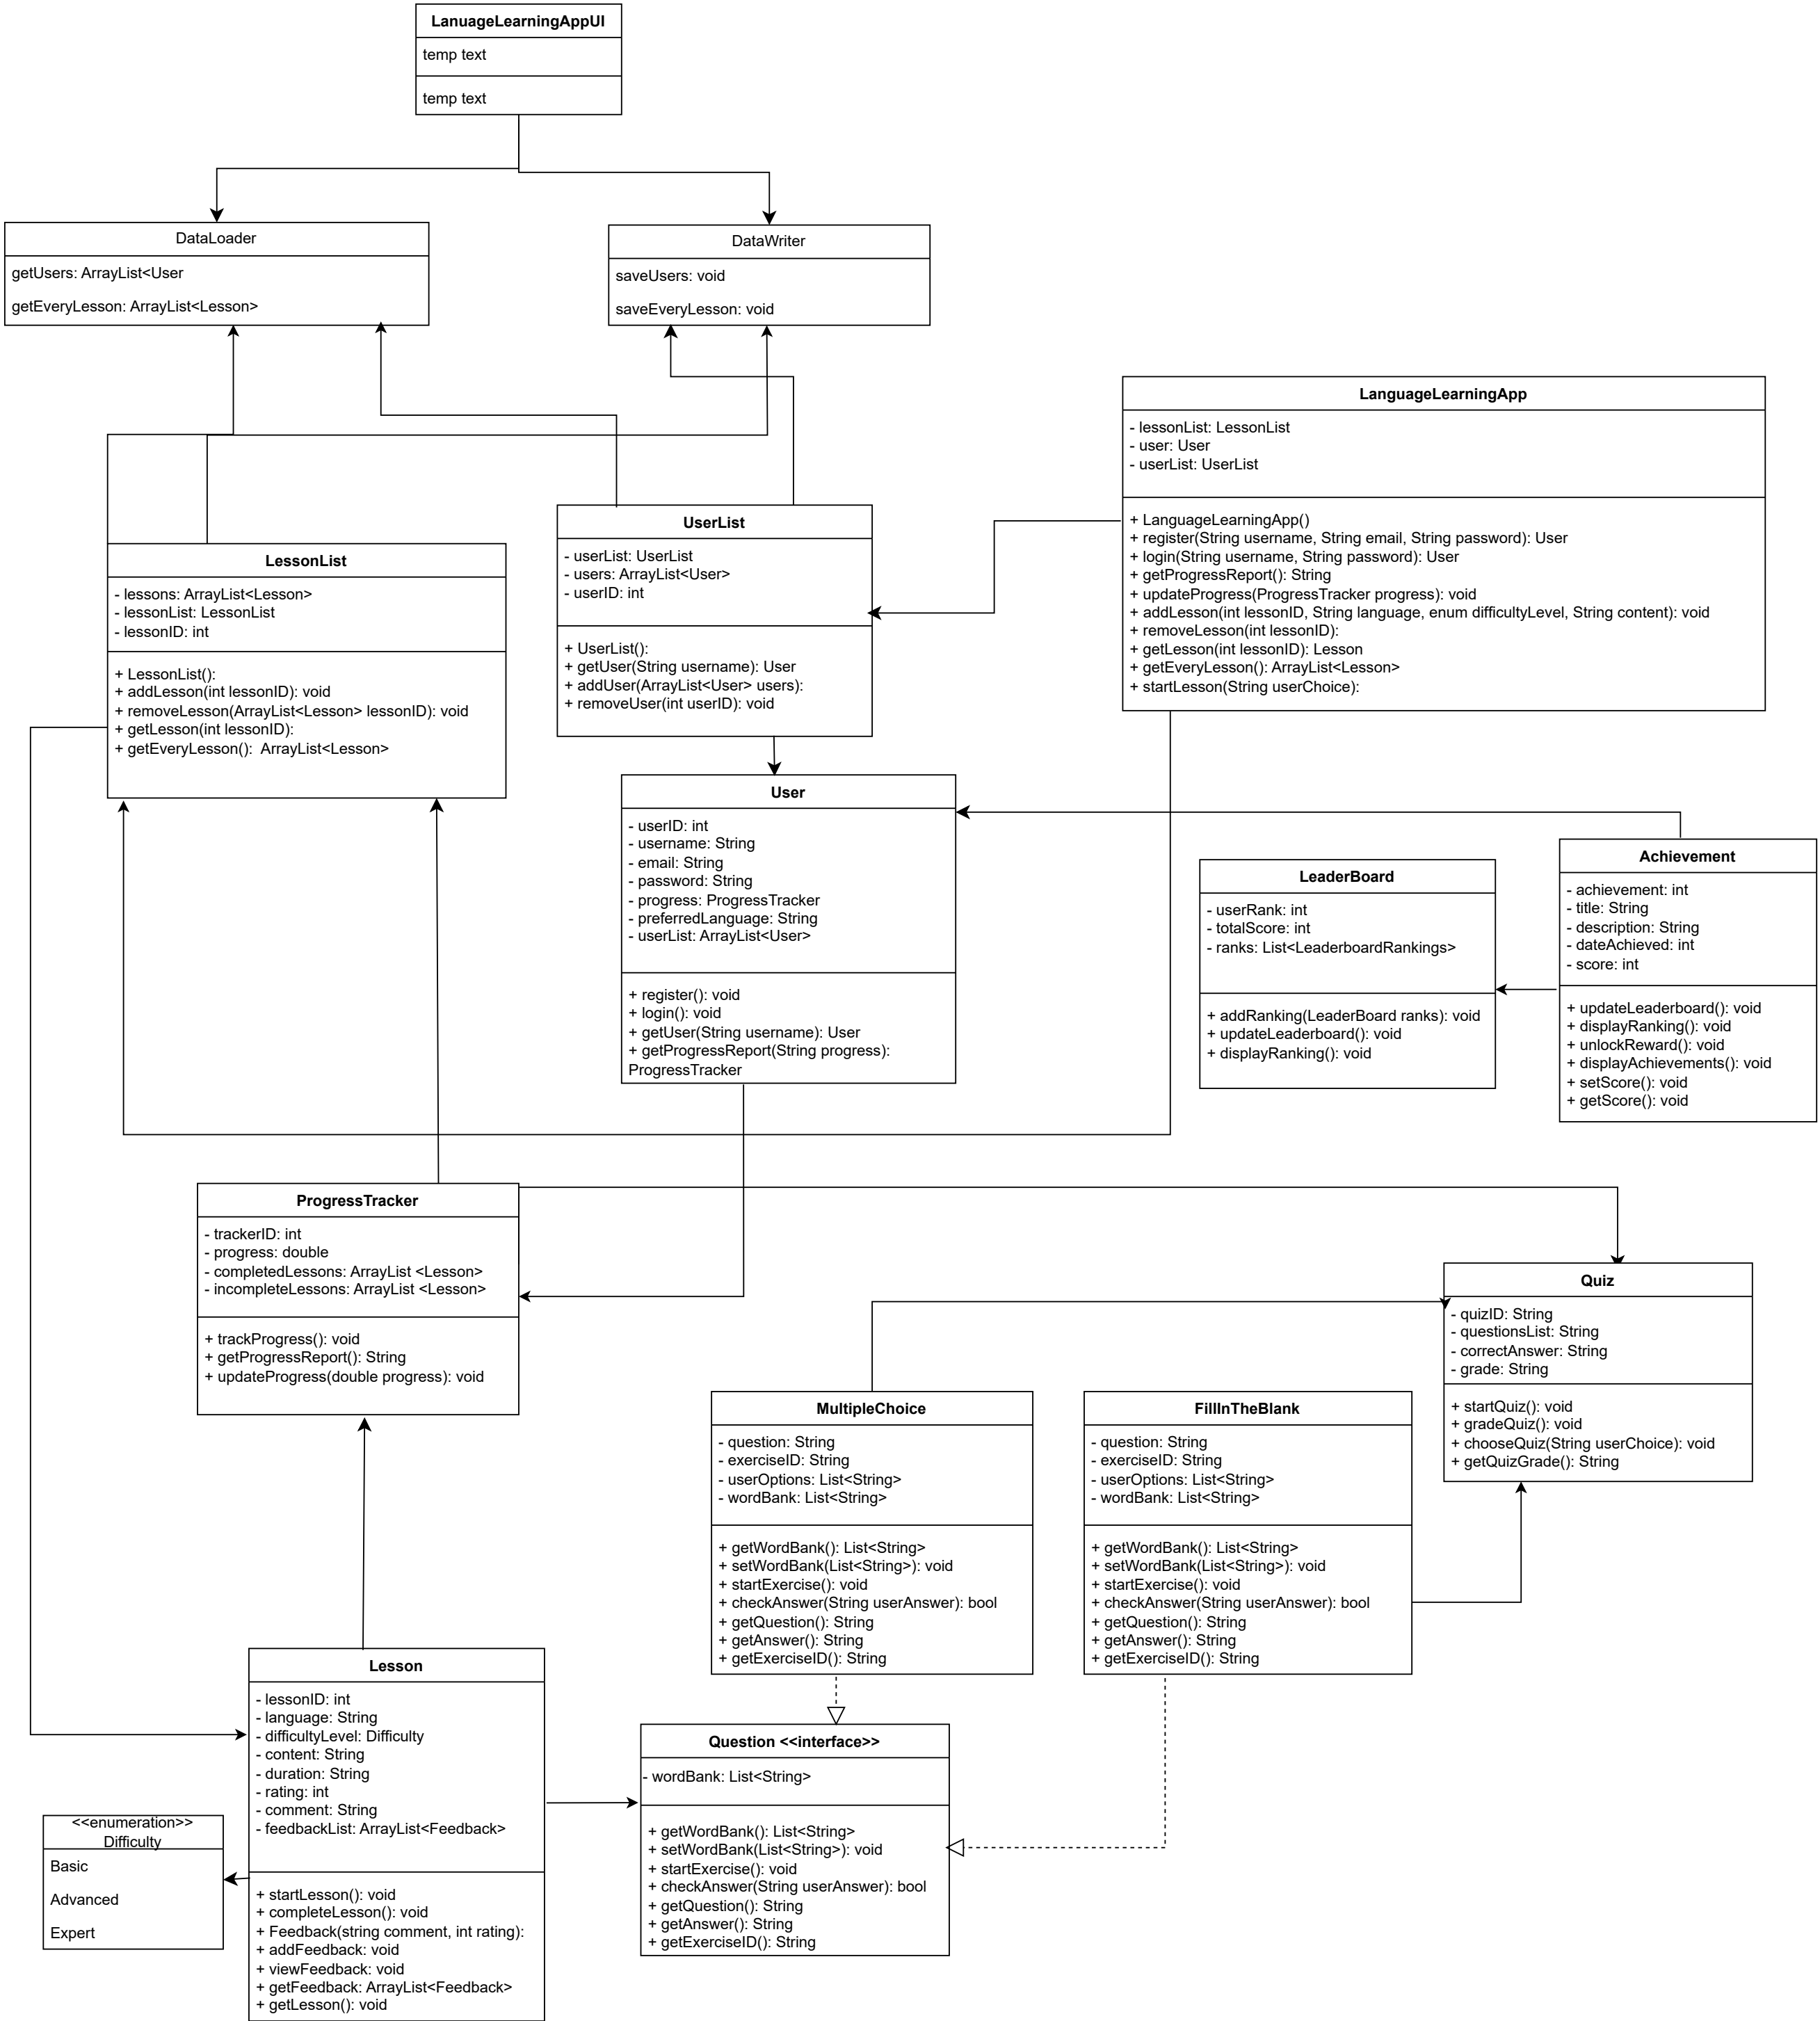 LanuageLearningAppUI
temp text
temp text
DataLoader
getUsers: ArrayList<User
getEveryLesson: ArrayList<Lesson>
DataWriter
saveUsers: void
saveEveryLesson: void
LanguageLearningApp
- lessonList: LessonList
- user: User
- userList: UserList
+ LanguageLearningApp()
+ register(String username, String email, String password): User
+ login(String username, String password): User
+ getProgressReport(): String
+ updateProgress(ProgressTracker progress): void
+ addLesson(int lessonID, String language, enum difficultyLevel, String content): void
+ removeLesson(int lessonID):
+ getLesson(int lessonID): Lesson
+ getEveryLesson(): ArrayList<Lesson>
+ startLesson(String userChoice):
UserList
- userList: UserList
- users: ArrayList<User>
- userID: int
+ UserList():
+ getUser(String username): User
+ addUser(ArrayList<User> users):
+ removeUser(int userID): void
LessonList
- lessons: ArrayList<Lesson>
- lessonList: LessonList
- lessonID: int
+ LessonList():
+ addLesson(int lessonID): void
+ removeLesson(ArrayList<Lesson> lessonID): void
+ getLesson(int lessonID):
+ getEveryLesson():  ArrayList<Lesson>
User
- userID: int
- username: String
- email: String
- password: String
- progress: ProgressTracker
- preferredLanguage: String
- userList: ArrayList<User>
+ register(): void
+ login(): void
+ getUser(String username): User
+ getProgressReport(String progress):
ProgressTracker
LeaderBoard
- userRank: int
- totalScore: int
- ranks: List<LeaderboardRankings>
+ addRanking(LeaderBoard ranks): void
+ updateLeaderboard(): void
+ displayRanking(): void
Achievement
- achievement: int
- title: String
- description: String
- dateAchieved: int
- score: int
+ updateLeaderboard(): void
+ displayRanking(): void
+ unlockReward(): void
+ displayAchievements(): void
+ setScore(): void
+ getScore(): void
ProgressTracker
- trackerID: int
- progress: double
- completedLessons: ArrayList <Lesson>
- incompleteLessons: ArrayList <Lesson>
+ trackProgress(): void
+ getProgressReport(): String
+ updateProgress(double progress): void
Quiz
- quizID: String
- questionsList: String
- correctAnswer: String
- grade: String
+ startQuiz(): void
+ gradeQuiz(): void
+ chooseQuiz(String userChoice): void
+ getQuizGrade(): String
MultipleChoice
- question: String
- exerciseID: String
- userOptions: List<String>
- wordBank: List<String>
+ getWordBank(): List<String>
+ setWordBank(List<String>): void
+ startExercise(): void
+ checkAnswer(String userAnswer): bool
+ getQuestion(): String
+ getAnswer(): String
+ getExerciseID(): String
FillInTheBlank
- question: String
- exerciseID: String
- userOptions: List<String>
- wordBank: List<String>
+ getWordBank(): List<String>
+ setWordBank(List<String>): void
+ startExercise(): void
+ checkAnswer(String userAnswer): bool
+ getQuestion(): String
+ getAnswer(): String
+ getExerciseID(): String
Lesson
- lessonID: int
- language: String
- difficultyLevel: Difficulty
- content: String
- duration: String
- rating: int
- comment: String
- feedbackList: ArrayList<Feedback>
+ startLesson(): void
+ completeLesson(): void
+ Feedback(string comment, int rating):
+ addFeedback: void
+ viewFeedback: void
+ getFeedback: ArrayList<Feedback>
+ getLesson(): void
Question <<interface>>
- wordBank: List<String>
+ getWordBank(): List<String>
+ setWordBank(List<String>): void
+ startExercise(): void
+ checkAnswer(String userAnswer): bool
+ getQuestion(): String
+ getAnswer(): String
+ getExerciseID(): String
<<enumeration>>
Difficulty
Basic
Advanced
Expert